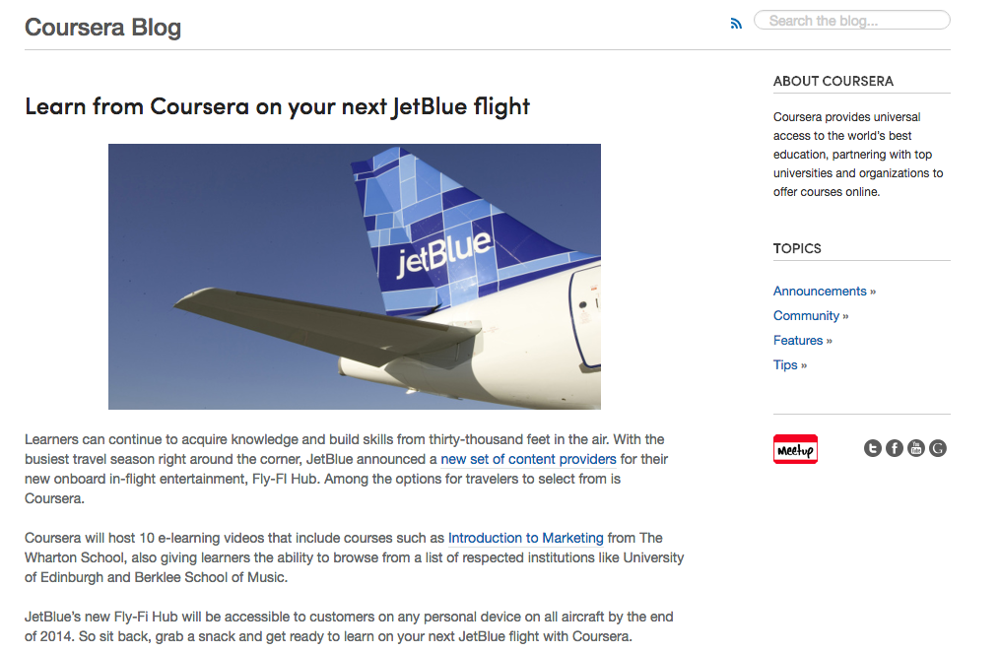 Coursera Blog
Search the blog...
Learn from Coursera on your next JetBlue flight
jetBlue
Learners can continue to acquire knowledge and build skills from thirty-thousand feet in the air. With the
busiest travel season right around the corner, JetBlue announced a new set of content providers for their
new onboard in-flight entertainment, Fly-FI Hub. Among the options for travelers to select from is
Coursera.
Coursera will host 10 e-learning videos that include courses such as Introduction to Marketing from The
Wharton School, also giving learners the ability to browse from a list of respected institutions like University
of Edinburgh and Berklee School of Music.
JetBlue's new Fly-Fi Hub will be accessible to customers on any personal device on all aircraft by the end
of 2014. So sit back, grab a snack and get ready to learn on your next JetBlue flight with Coursera.
ABOUT COURSERA
Coursera provides universal
access to the world's best
education, partnering with top
universities and organizations to
offer courses online.
TOPICS
Announcements »
Community »
Features »
Tips »
Meetup